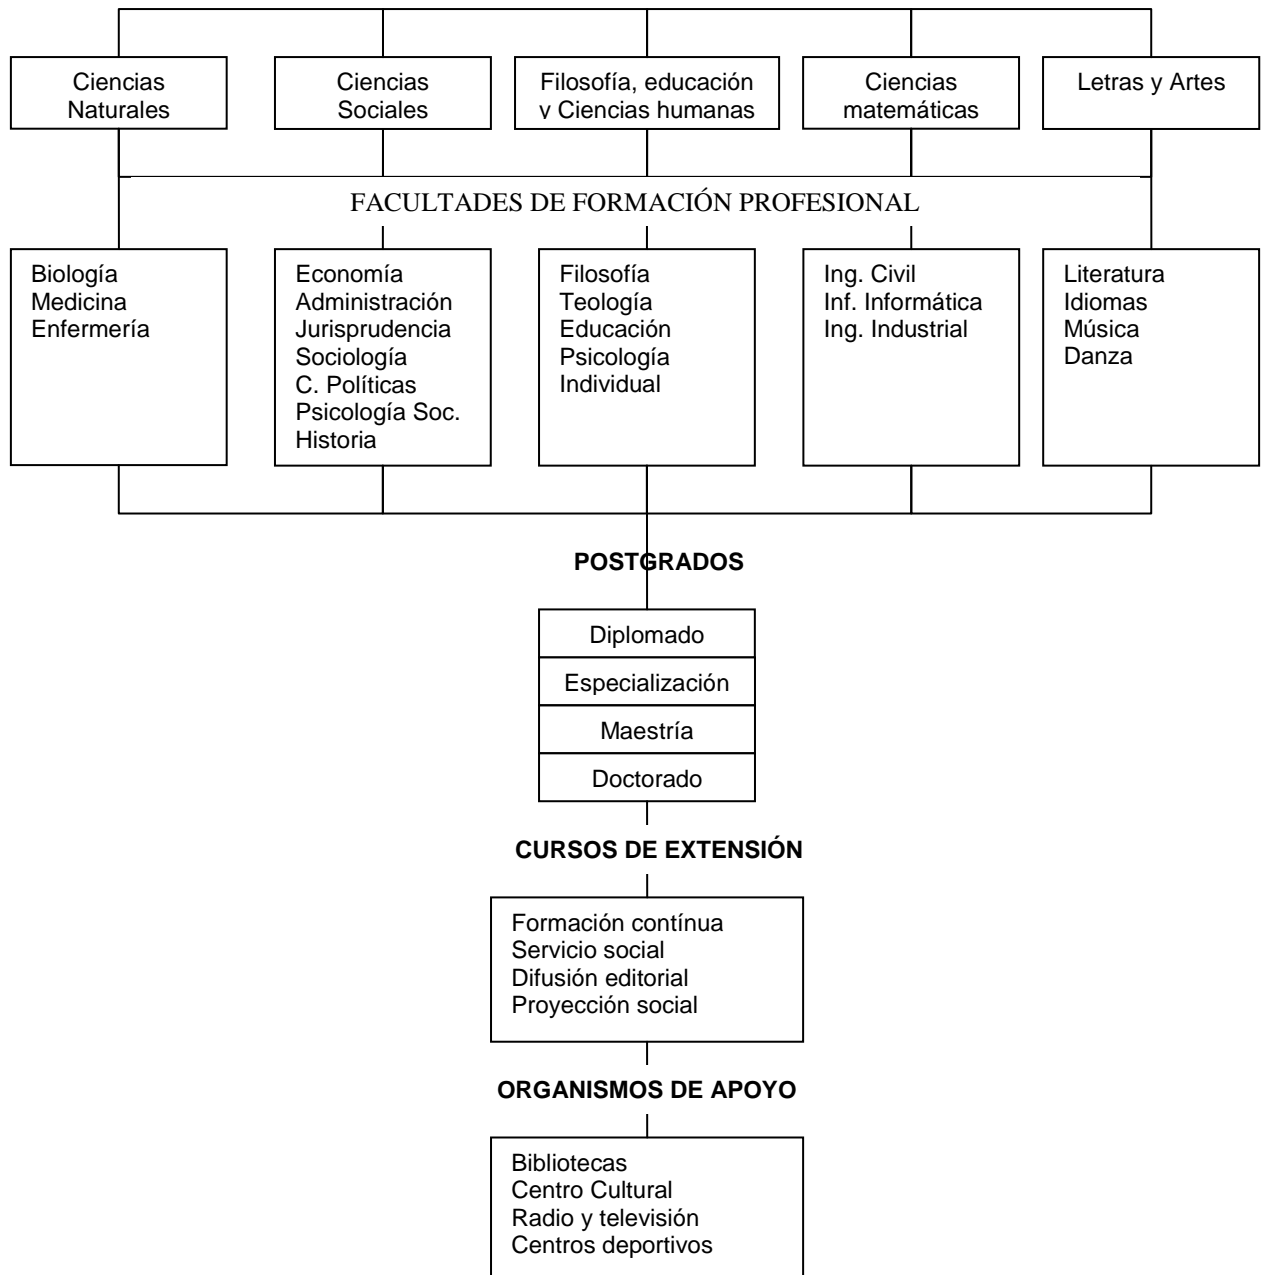 Ciencias
Naturales
Ciencias
Sociales
Filosofía, educación
y Ciencias humanas
Ciencias
matemáticas
Letras y Artes
FACULTADES DE FORMACIÓN PROFESIONAL
Biología
Medicina
Enfermería
Economía
Administración
Jurisprudencia
Sociología
C. Políticas
Psicología Soc.
Historia
Filosofía
Teología
Educación
Psicología
Individual
Ing. Civil
Inf. Informática
Ing. Industrial
Literatura
Idiomas
Música
Danza
POSTGRADOS
Diplomado
Especialización
Maestría
Doctorado
CURSOS DE EXTENSIÓN
Formación contínua
Servicio social
Difusión editorial
Proyección social
ORGANISMOS DE APOYO
Bibliotecas
Centro Cultural
Radio y televisión
Centros deportivos